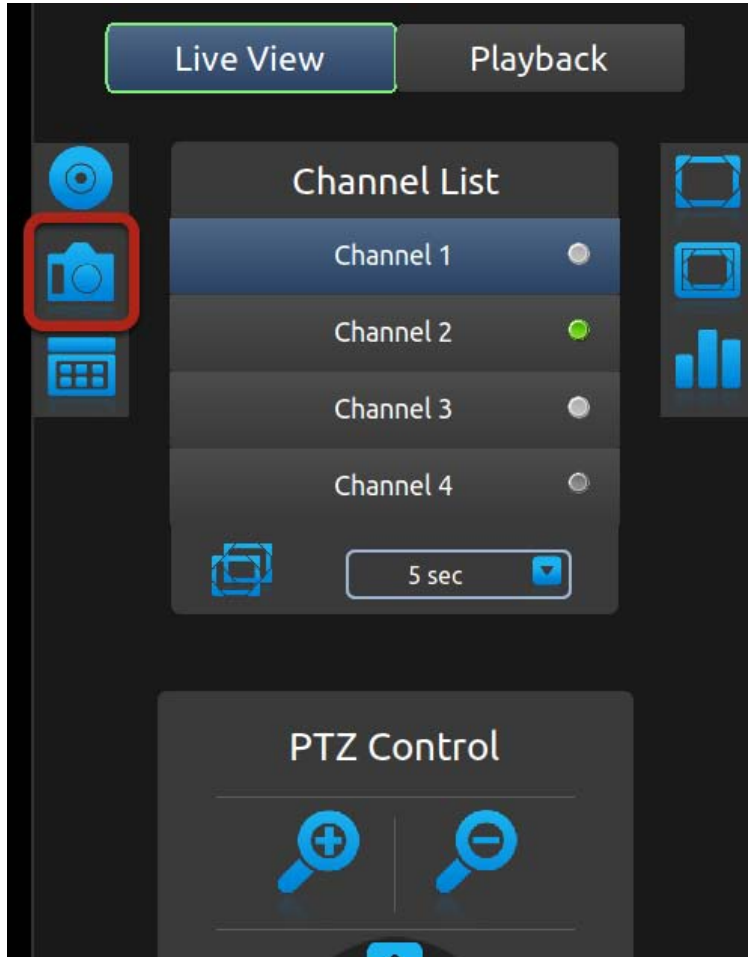 Live View Playback
Channel List
Channel 1
Channel 2
Channel 3
Channel 4
5 sec
PTZ Control